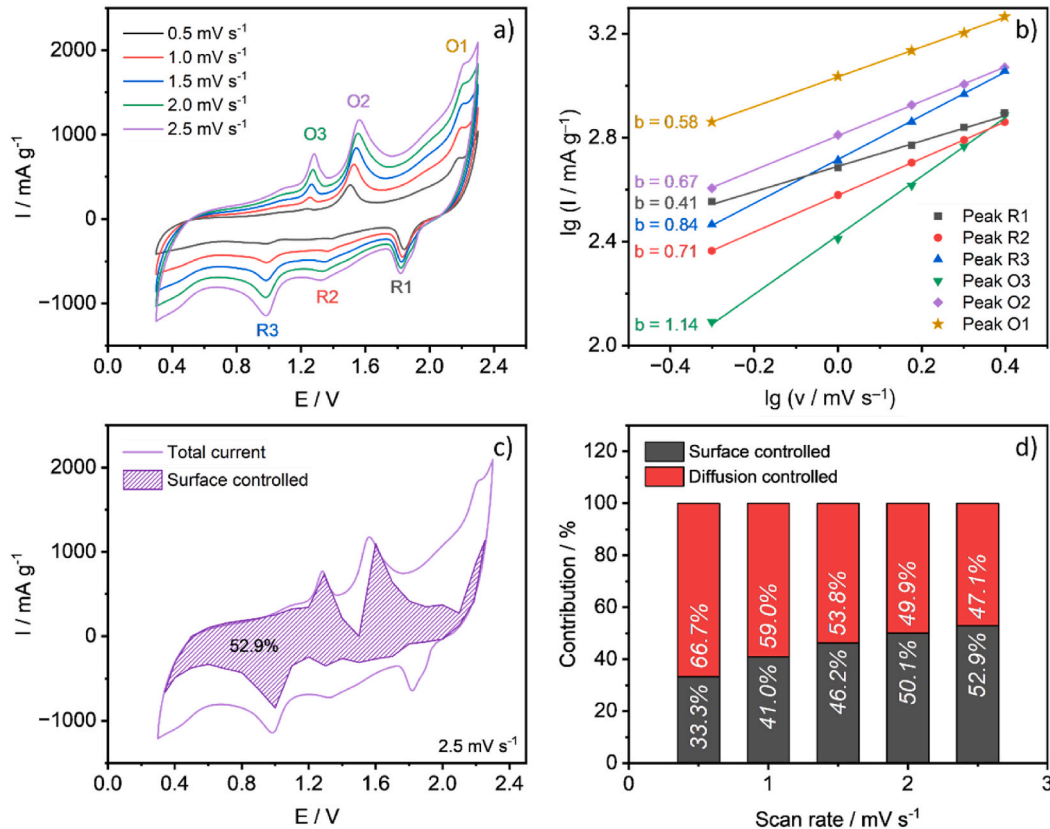 a)
0.5 mV s⁻¹
1.0 mV s⁻¹
1.5 mV s⁻¹
2.0 mV s⁻¹
2.5 mV s⁻¹
O1
O2
O3
R1
R2
R3
2000
1000
0
−1000
I / mA g⁻¹
0.4 0.8 1.2 1.6 2.0 2.4
E / V
b)
3.2
2.8
2.4
2.0
lg (I / mA g⁻¹)
b = 0.58
b = 0.67
b = 0.41
b = 0.84
b = 0.71
b = 1.14
Peak R1
Peak R2
Peak R3
Peak O3
Peak O2
Peak O1
−0.4 −0.2 0.0 0.2 0.4
lg (v / mV s⁻¹)
c)
Total current
Surface controlled
2000
1000
0
−1000
I / mA g⁻¹
52.9%
2.5 mV s⁻¹
0.0 0.4 0.8 1.2 1.6 2.0 2.4
E / V
d)
Surface controlled
Diffusion controlled
120
100
80
60
40
20
0
Contribution / %
66.7% 59.0% 53.8% 49.9% 47.1%
33.3% 41.0% 46.2% 50.1% 52.9%
0 1 2 3
Scan rate / mV s⁻¹